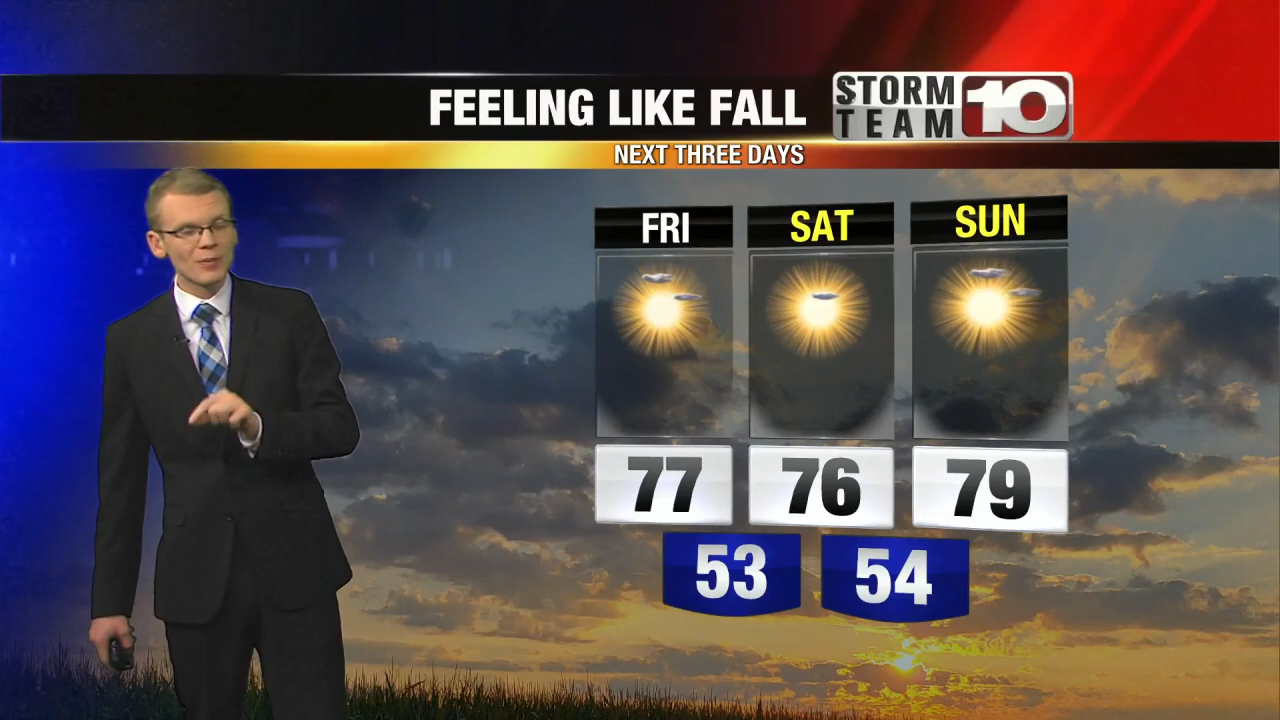 FEELING LIKE FALL
STORM TEAM 10
NEXT THREE DAYS
FRI SAT SUN
77 76 79
53 54